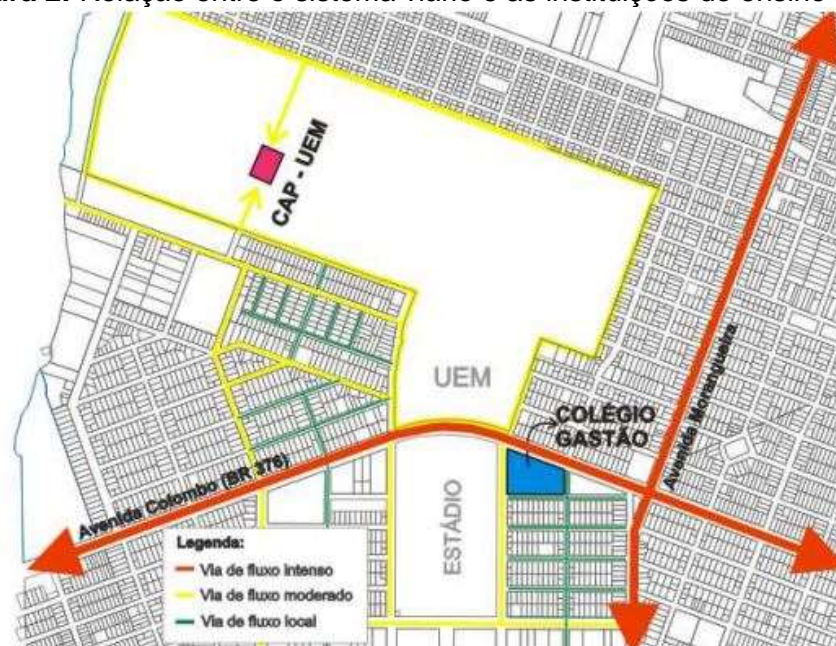 2. Relação entre o sistema viário e as instituições de ensino
CAP - UEM
UEM
COLÉGIO
GASTÃO
Avenida Morangueira
Avenida Colombo (BR 376)
ESTÁDIO
Legenda:
Via de fluxo intenso
Via de fluxo moderado
Via de fluxo local